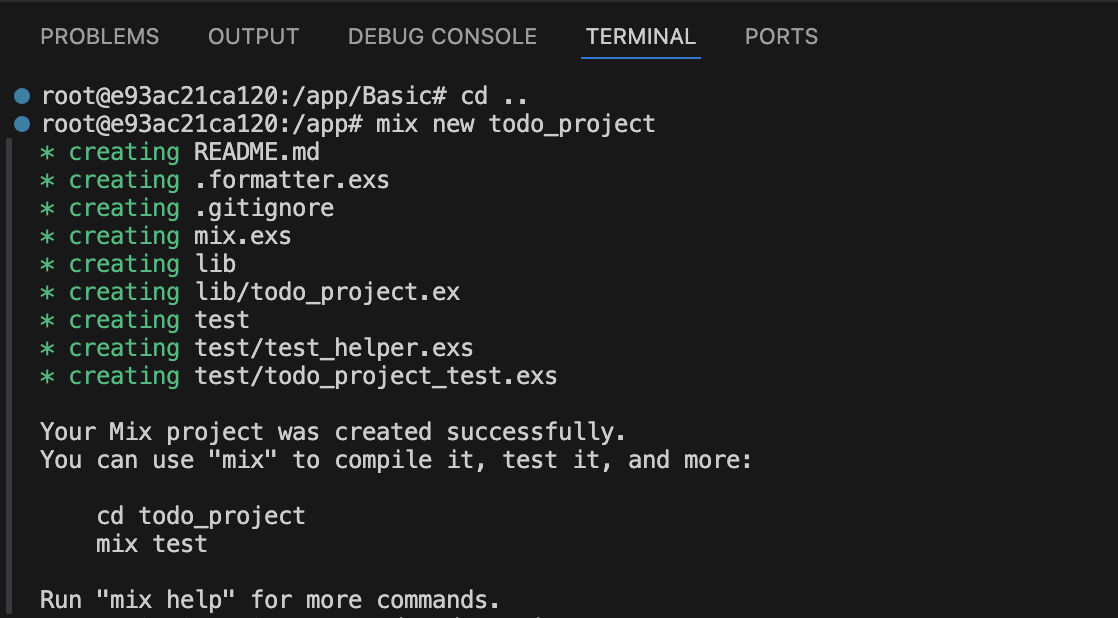 PROBLEMS OUTPUT DEBUG CONSOLE TERMINAL PORTS
root@e93ac21ca120:/app/Basic# cd ..
root@e93ac21ca120:/app# mix new todo_project
* creating README.md
* creating .formatter.exs
* creating .gitignore
* creating mix.exs
* creating lib
* creating lib/todo_project.ex
* creating test
* creating test/test_helper.exs
* creating test/todo_project_test.exs
Your Mix project was created successfully.
You can use "mix" to compile it, test it, and more:
cd todo_project
mix test
Run "mix help" for more commands.